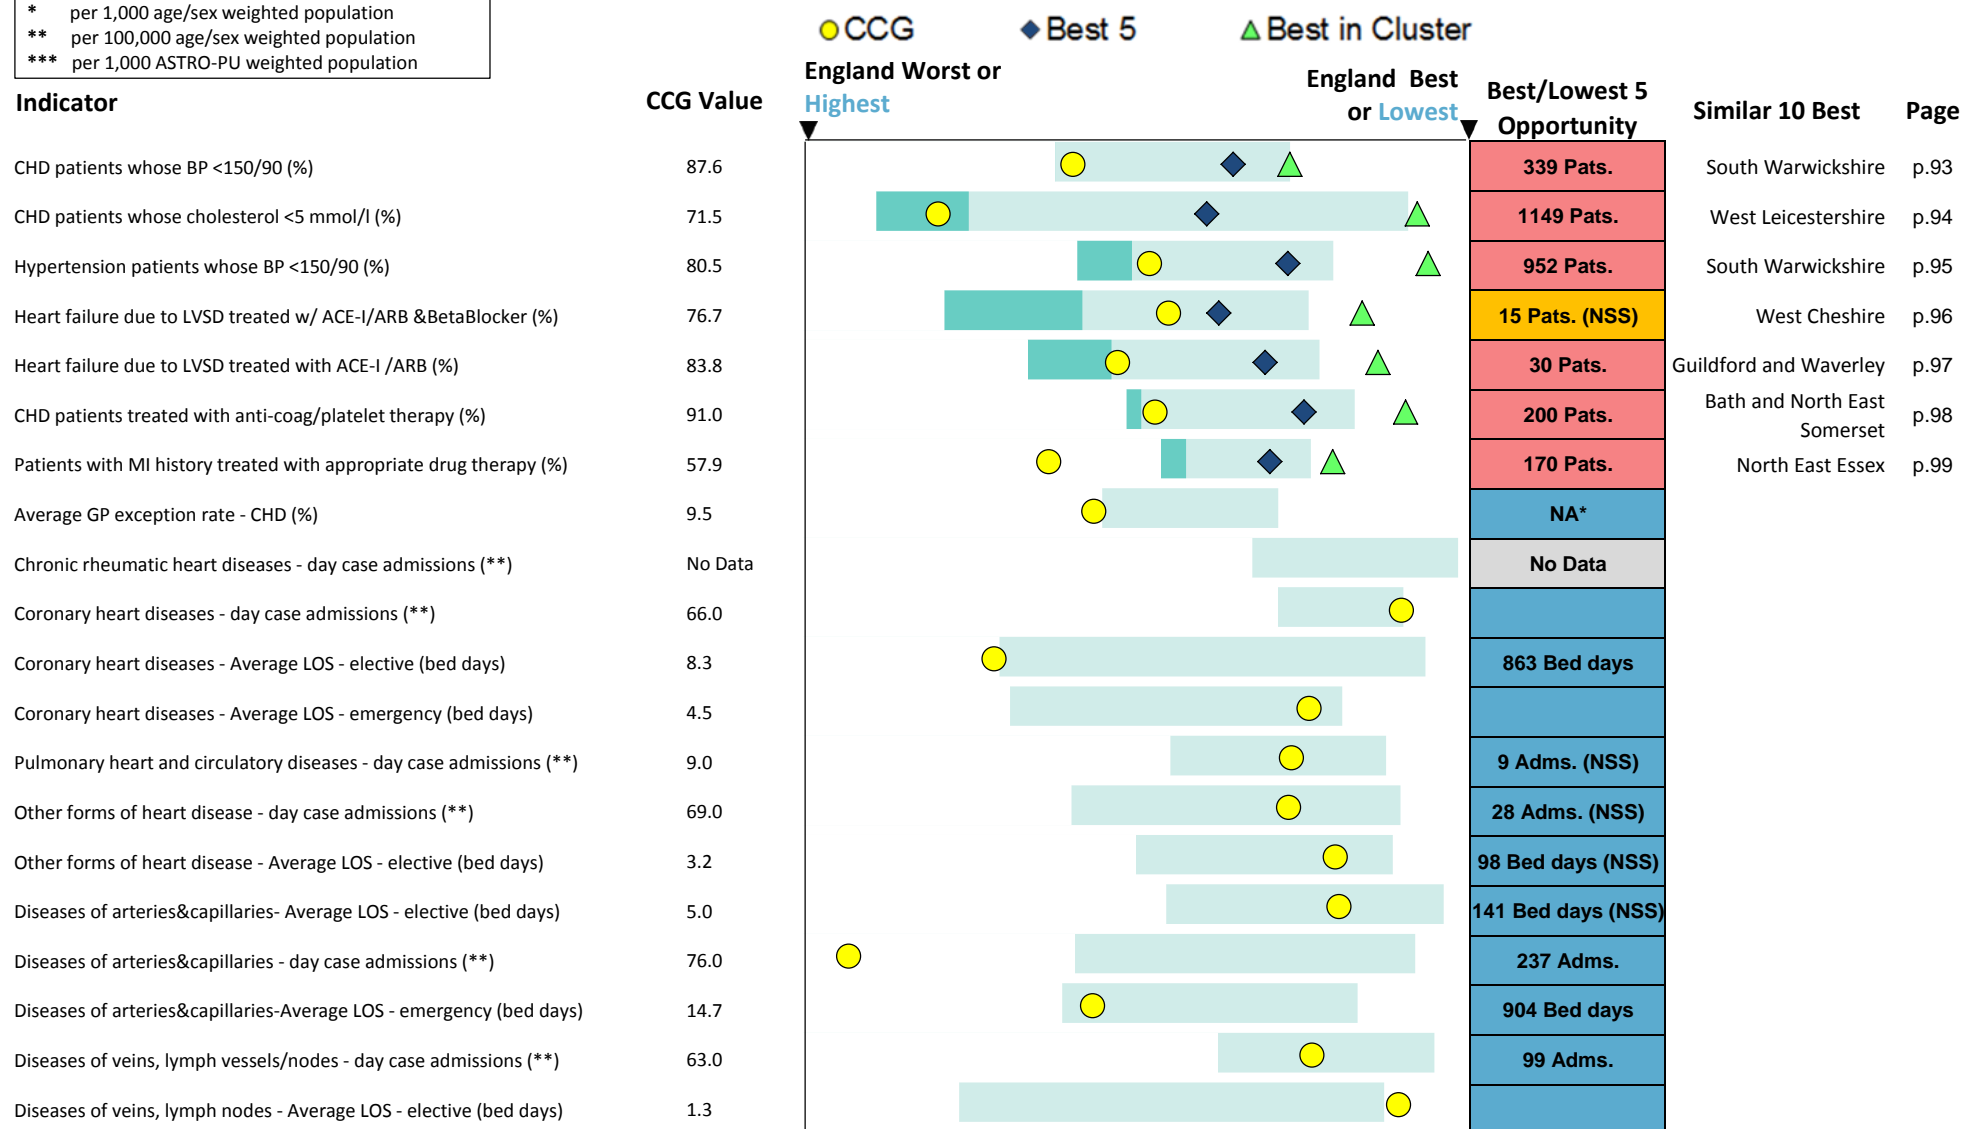 * per 1,000 age/sex weighted population
** per 100,000 age/sex weighted population
*** per 1,000 ASTRO-PU weighted population
CCG Best 5 Best in Cluster
England Worst or
Highest
England Best
or Lowest
Indicator CCG Value Best/Lowest 5 Opportunity Similar 10 Best Page
CHD patients whose BP <150/90 (%) 87.6 339 Pats. South Warwickshire p.93
CHD patients whose cholesterol <5 mmol/l (%) 71.5 1149 Pats. West Leicestershire p.94
Hypertension patients whose BP <150/90 (%) 80.5 952 Pats. South Warwickshire p.95
Heart failure due to LVSD treated w/ ACE-I/ARB &BetaBlocker (%) 76.7 15 Pats. (NSS) West Cheshire p.96
Heart failure due to LVSD treated with ACE-I /ARB (%) 83.8 30 Pats. Guildford and Waverley p.97
CHD patients treated with anti-coag/platelet therapy (%) 91.0 200 Pats. Bath and North East Somerset p.98
Patients with MI history treated with appropriate drug therapy (%) 57.9 170 Pats. North East Essex p.99
Average GP exception rate - CHD (%) 9.5 NA*
Chronic rheumatic heart diseases - day case admissions (**) No Data No Data
Coronary heart diseases - day case admissions (**) 66.0
Coronary heart diseases - Average LOS - elective (bed days) 8.3 863 Bed days
Coronary heart diseases - Average LOS - emergency (bed days) 4.5
Pulmonary heart and circulatory diseases - day case admissions (**) 9.0 9 Adms. (NSS)
Other forms of heart disease - day case admissions (**) 69.0 28 Adms. (NSS)
Other forms of heart disease - Average LOS - elective (bed days) 3.2 98 Bed days (NSS)
Diseases of arteries&capillaries- Average LOS - elective (bed days) 5.0 141 Bed days (NSS)
Diseases of arteries&capillaries - day case admissions (**) 76.0 237 Adms.
Diseases of arteries&capillaries-Average LOS - emergency (bed days) 14.7 904 Bed days
Diseases of veins, lymph vessels/nodes - day case admissions (**) 63.0 99 Adms.
Diseases of veins, lymph nodes - Average LOS - elective (bed days) 1.3